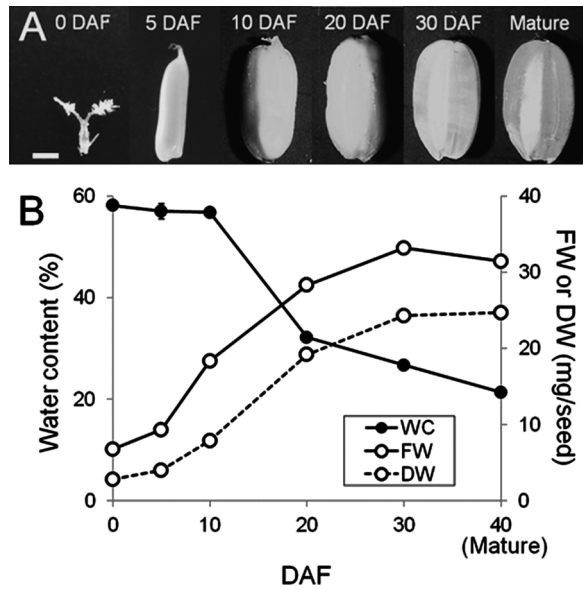 A
0 DAF 5 DAF 10 DAF 20 DAF 30 DAF Mature
B
Water content (%)
60
40
20
0
FW or DW (mg/seed)
40
30
20
10
0
WC
FW
DW
0 5 10 20 30 40
(Mature)
DAF